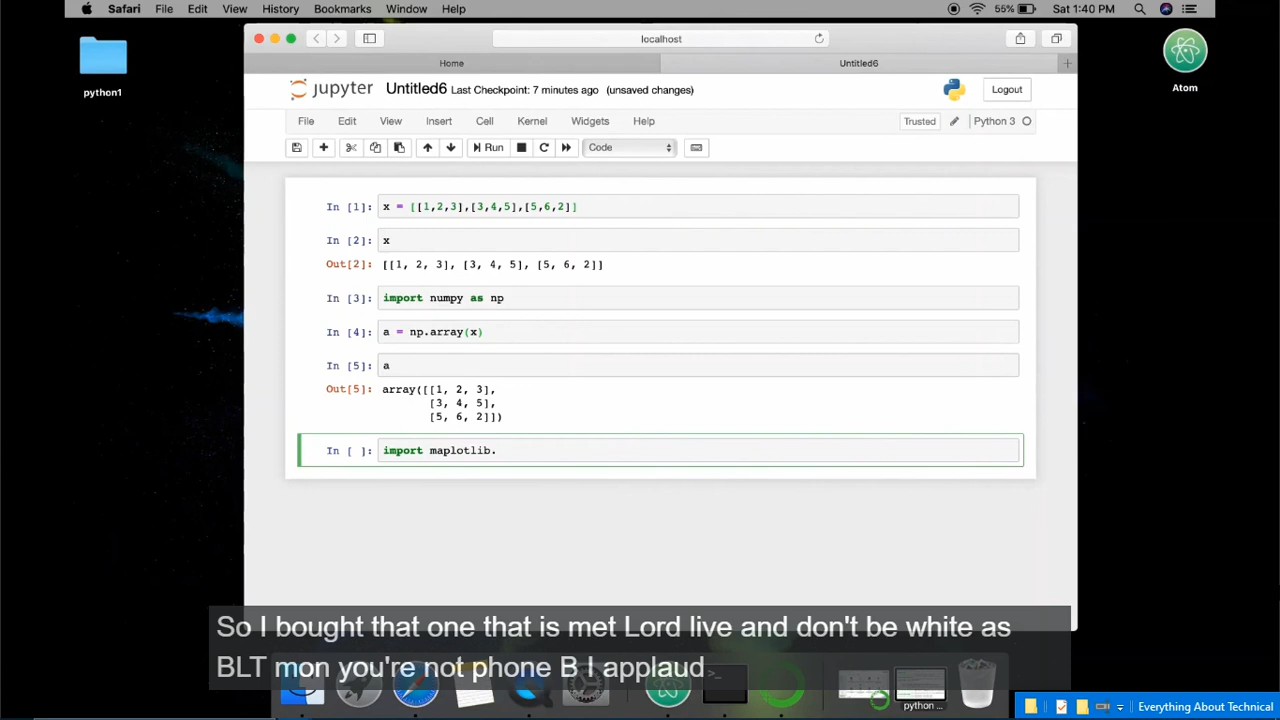 Safari File Edit View History Bookmarks Window Help 55% Sat 1:40 PM
python1
Atom
localhost
Home Untitled6
jupyter Untitled6 Last Checkpoint: 7 minutes ago (unsaved changes) Logout
File Edit View Insert Cell Kernel Widgets Help Trusted Python 3
Run Code
In [1]: x = [[1,2,3],[3,4,5],[5,6,2]]
In [2]: x
Out[2]: [[1, 2, 3], [3, 4, 5], [5, 6, 2]]
In [3]: import numpy as np
In [4]: a = np.array(x)
In [5]: a
Out[5]: array([[1, 2, 3],
[3, 4, 5],
[5, 6, 2]])
In [ ]: import maplotlib.
So I bought that one that is met Lord live and don't be white as
BLT mon you're not phone B I applaud
python ...
Everything About Technical